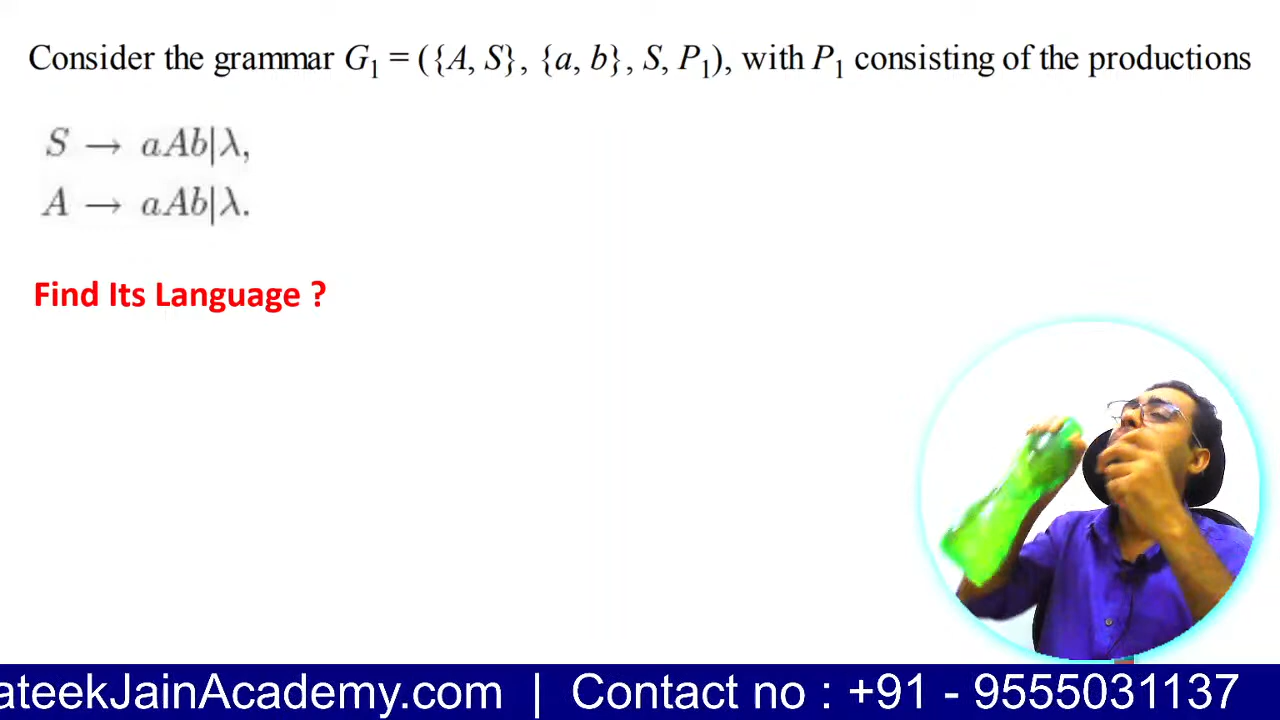 Consider the grammar G₁ = ({A, S}, {a, b}, S, P₁), with P₁ consisting of the productions
S → aAb|λ,
A → aAb|λ.
Find Its Language ?
ateekJainAcademy.com | Contact no : +91 - 9555031137